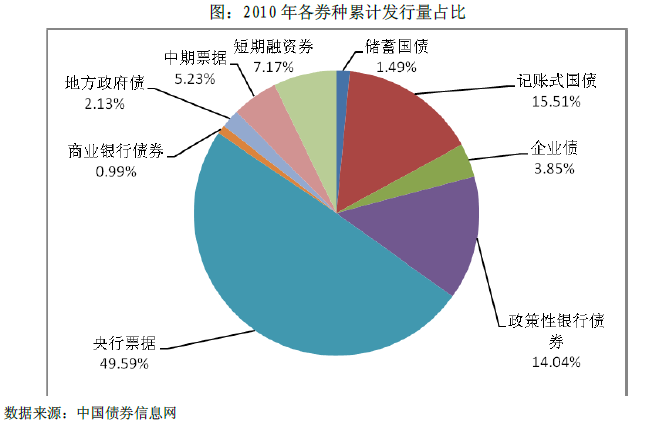 图：2010 年各券种累计发行量占比
储蓄国债
1.49%
记账式国债
15.51%
企业债
3.85%
政策性银行债
券
14.04%
央行票据
49.59%
商业银行债券
0.99%
地方政府债
2.13%
中期票据
5.23%
短期融资券
7.17%
数据来源：中国债券信息网